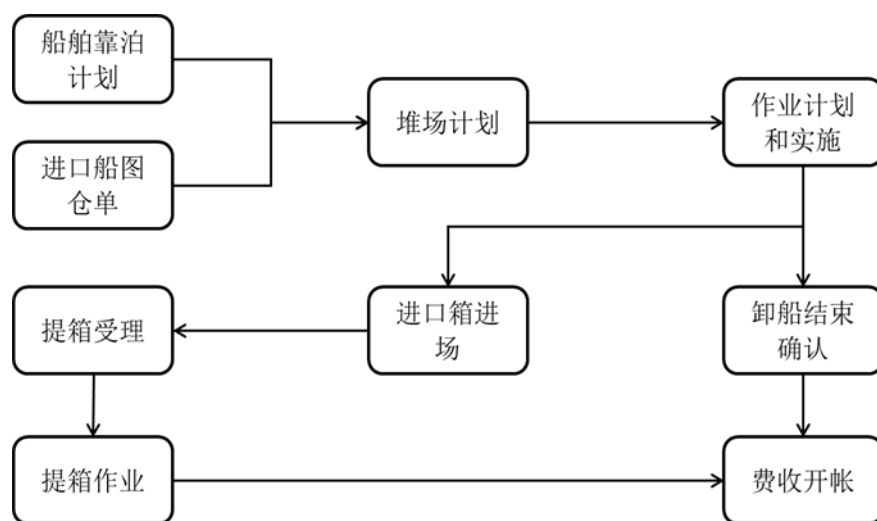 船舶靠泊
计划
进口船图
仓单
堆场计划
作业计划
和实施
提箱受理
进口箱进
场
卸船结束
确认
提箱作业
费收开帐